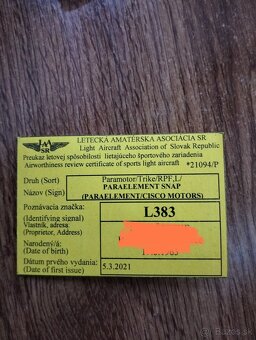 LETECKÁ AMATÉRSKA ASOCIÁCIA SR
Light Aircraft Association of Slovak Republic
SR
Preukaz letovej spôsobilosti lietajúceho športového zariadenia
Airworthiness review certificate of sports light aircraft *21094/P
Druh (Sort) Paramotor/Trike/RPF,L/
Názov (Sign) PARAELEMENT SNAP
(PARAELEMENT/CISCO MOTORS)
Poznávacia značka:
(Identifying signal) L383
Vlastník, adresa:
(Proprietor, Address)
Narodený/á:
(Date of birth)
Dátum prvého vydania:
(Date of first issue) 5.3.2021